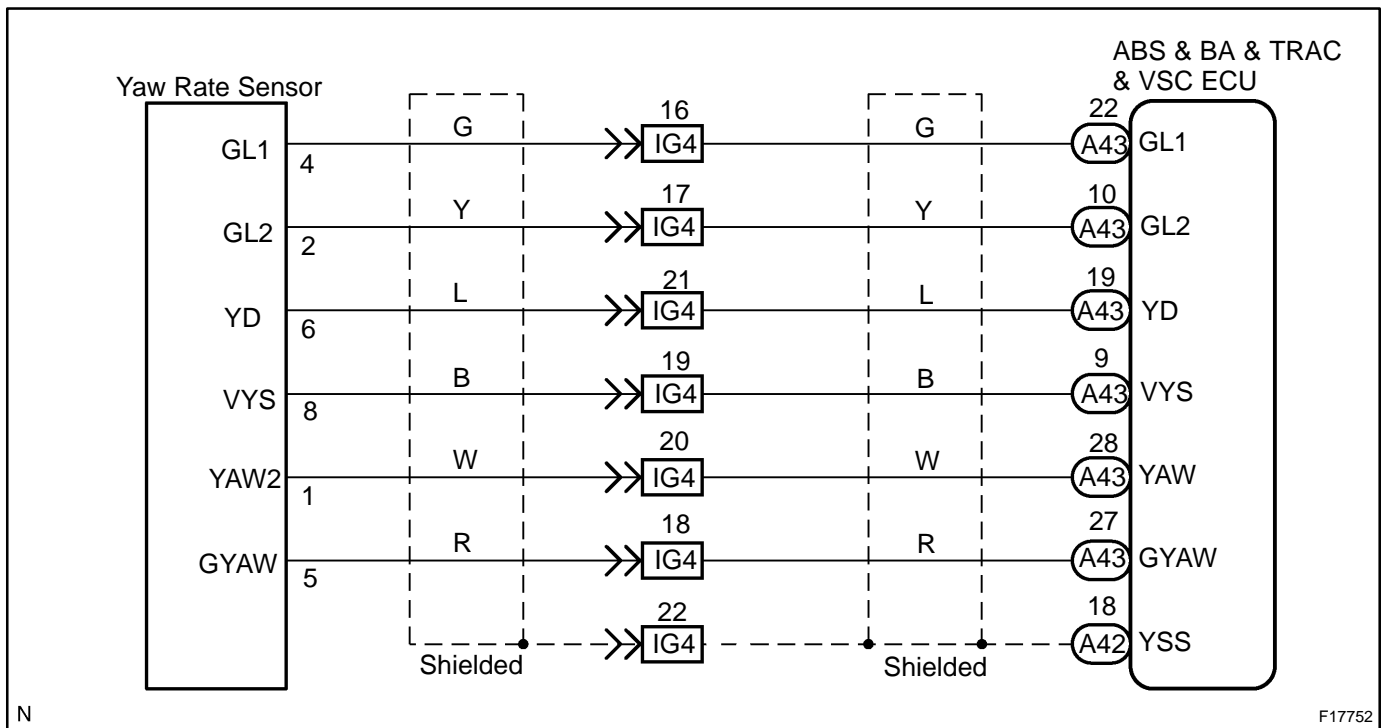 ABS & BA & TRAC
& VSC ECU
Yaw Rate Sensor
GL1 4 G 16 IG4 G 22 A43 GL1
GL2 2 Y 17 IG4 Y 10 A43 GL2
YD 6 L 21 IG4 L 19 A43 YD
VYS 8 B 19 IG4 B 9 A43 VYS
YAW2 1 W 20 IG4 W 28 A43 YAW
GYAW 5 R 18 IG4 R 27 A43 GYAW
22 IG4 18 A42 YSS
Shielded Shielded
N F17752